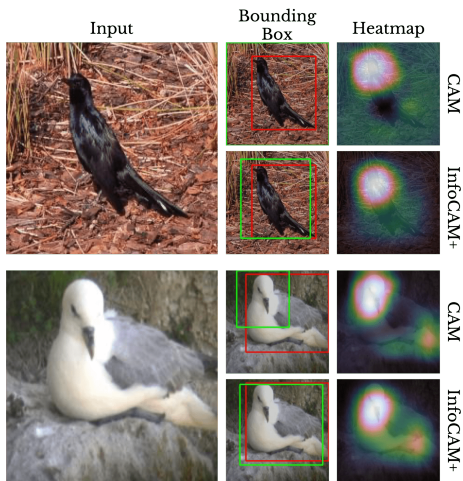 Input
Bounding
Box
Heatmap
CAM
InfoCAM+
CAM
InfoCAM+